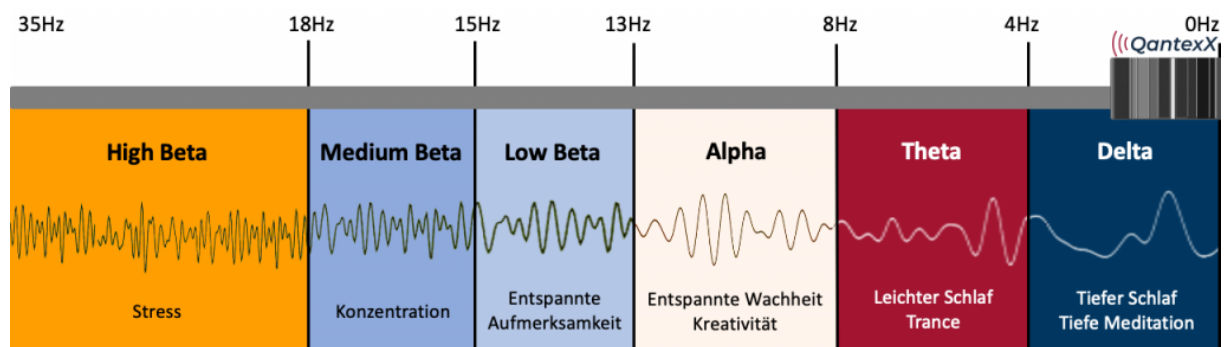 35Hz 18Hz 15Hz 13Hz 8Hz 4Hz 0Hz
QantexX
High Beta Medium Beta Low Beta Alpha Theta Delta
Stress
Konzentration
Entspannte
Aufmerksamkeit
Entspannte Wachheit
Kreativität
Leichter Schlaf
Trance
Tiefer Schlaf
Tiefe Meditation